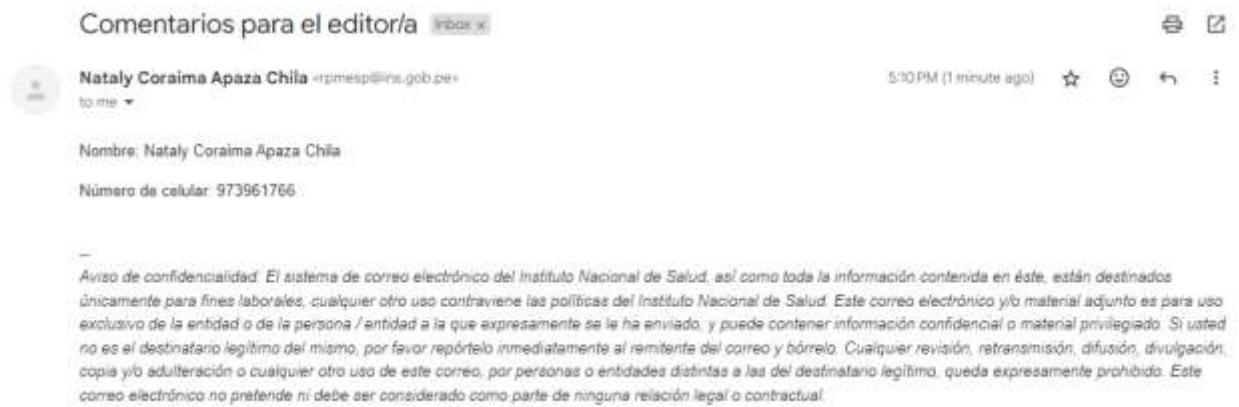 Comentarios para el editor/a Inbox ×
Nataly Coraima Apaza Chila <rpmesp@ins.gob.pe> 5:10 PM (1 minute ago)
to me
Nombre: Nataly Coraima Apaza Chila
Número de celular: 973961766
--
Aviso de confidencialidad: El sistema de correo electrónico del Instituto Nacional de Salud, así como toda la información contenida en éste, están destinados
únicamente para fines laborales, cualquier otro uso contraviene las políticas del Instituto Nacional de Salud. Este correo electrónico y/o material adjunto es para uso
exclusivo de la entidad o de la persona / entidad a la que expresamente se le ha enviado, y puede contener información confidencial o material privilegiado. Si usted
no es el destinatario legítimo del mismo, por favor repórtelo inmediatamente al remitente del correo y bórrelo. Cualquier revisión, retransmisión, difusión, divulgación,
copia y/o adulteración o cualquier otro uso de este correo, por personas o entidades distintas a las del destinatario legítimo, queda expresamente prohibido. Este
correo electrónico no pretende ni debe ser considerado como parte de ninguna relación legal o contractual.